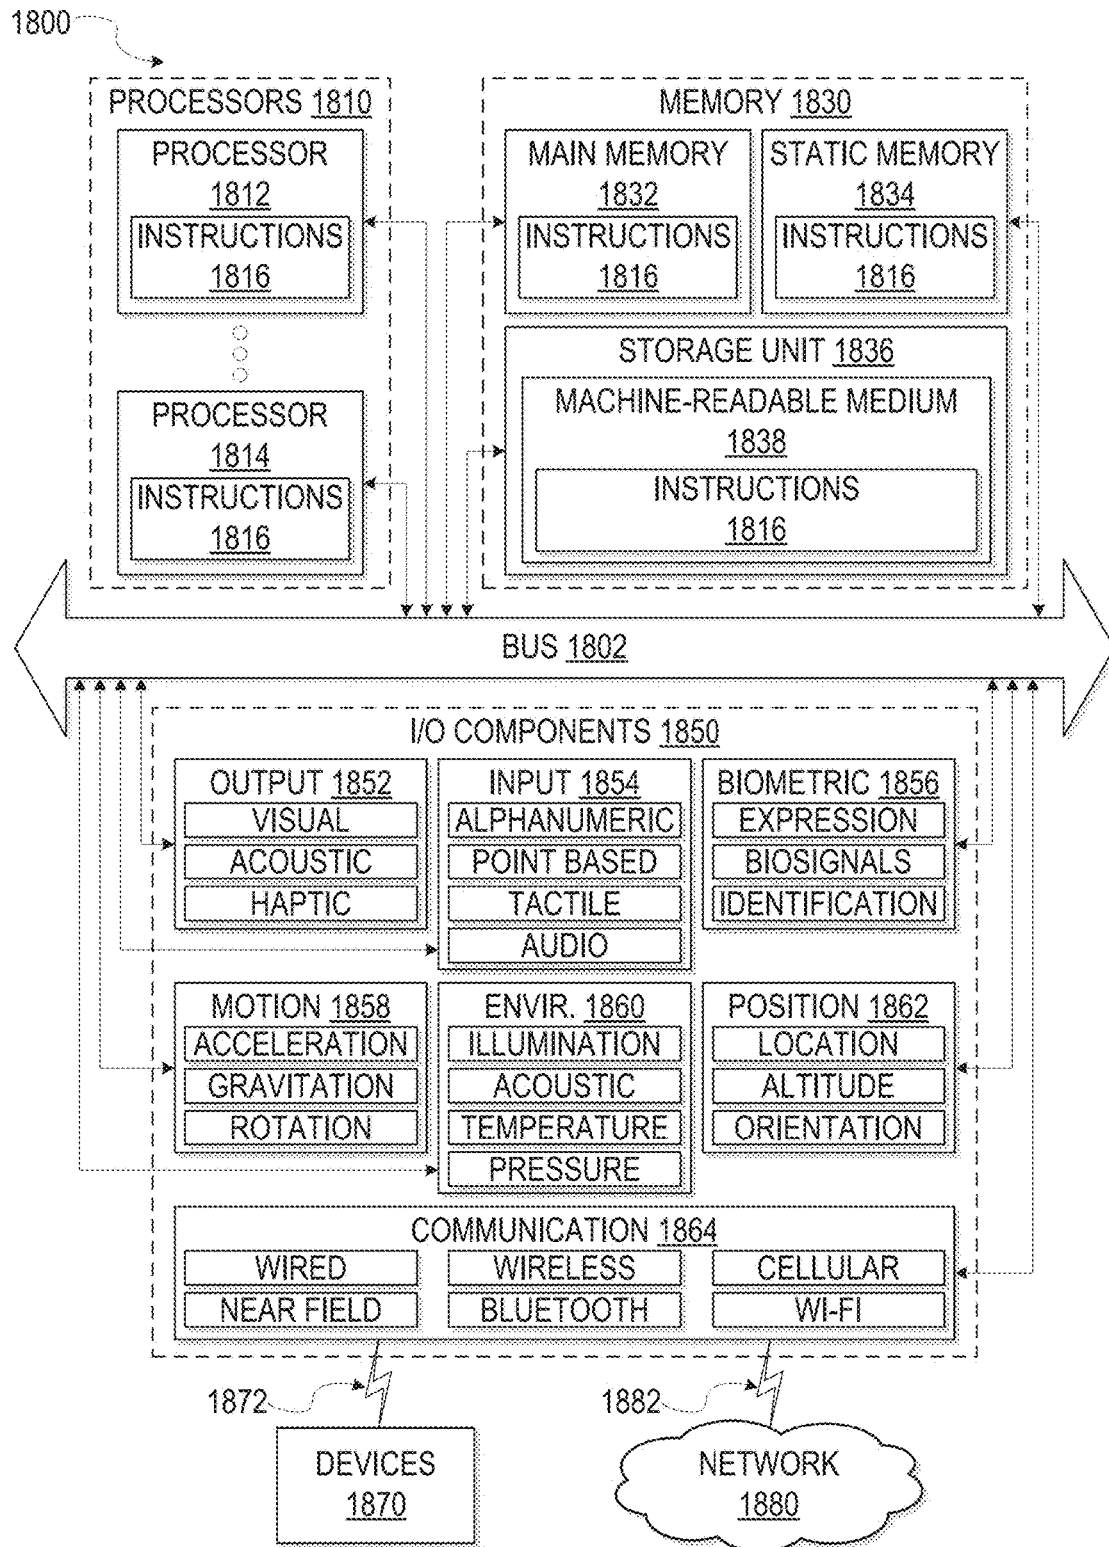 1800
PROCESSORS 1810
PROCESSOR
1812
INSTRUCTIONS
1816
PROCESSOR
1814
INSTRUCTIONS
1816
MEMORY 1830
MAIN MEMORY
1832
INSTRUCTIONS
1816
STATIC MEMORY
1834
INSTRUCTIONS
1816
STORAGE UNIT 1836
MACHINE-READABLE MEDIUM
1838
INSTRUCTIONS
1816
BUS 1802
I/O COMPONENTS 1850
OUTPUT 1852
VISUAL
ACOUSTIC
HAPTIC
INPUT 1854
ALPHANUMERIC
POINT BASED
TACTILE
AUDIO
BIOMETRIC 1856
EXPRESSION
BIOSIGNALS
IDENTIFICATION
MOTION 1858
ACCELERATION
GRAVITATION
ROTATION
ENVIR. 1860
ILLUMINATION
ACOUSTIC
TEMPERATURE
PRESSURE
POSITION 1862
LOCATION
ALTITUDE
ORIENTATION
COMMUNICATION 1864
WIRED
WIRELESS
CELLULAR
NEAR FIELD
BLUETOOTH
WI-FI
1872
1882
DEVICES
1870
NETWORK
1880